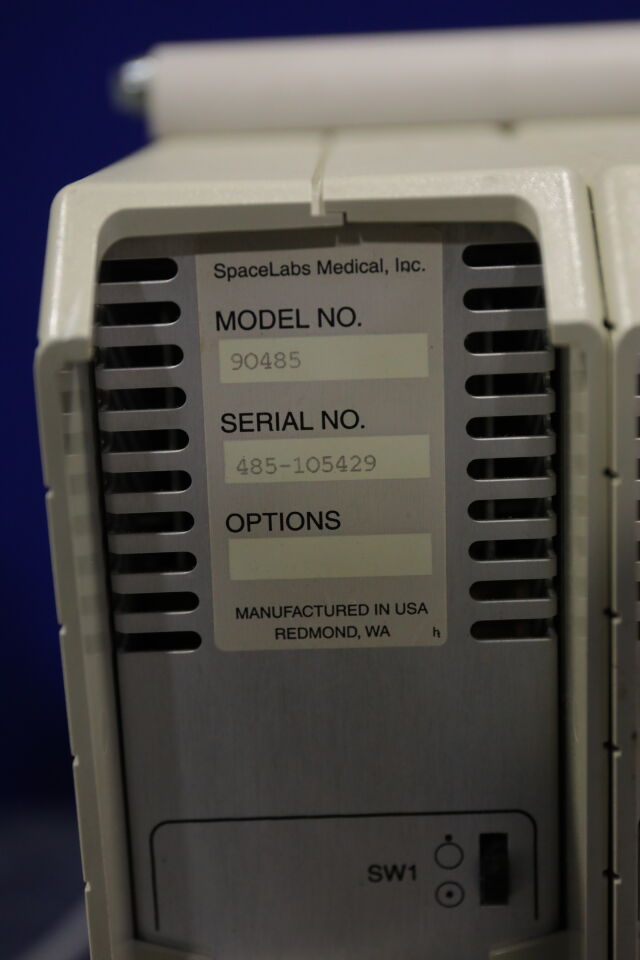 SpaceLabs Medical, Inc.
MODEL NO.
90485
SERIAL NO.
485-105429
OPTIONS
MANUFACTURED IN USA
REDMOND, WA h
SW1